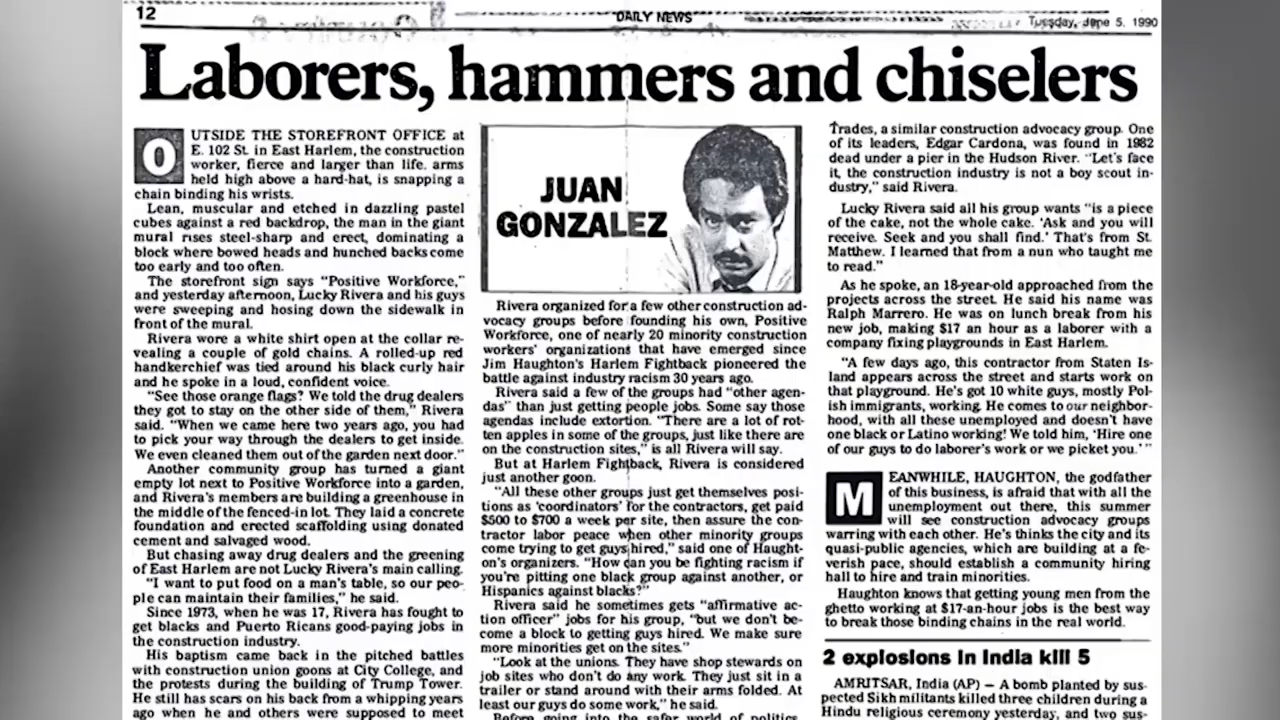 12
DAILY NEWS
Tuesday, June 5, 1990
Laborers, hammers and chiselers
OUTSIDE THE STOREFRONT OFFICE at
E. 102 St. in East Harlem, the construction
worker, fierce and larger than life, arms
held high above a hard-hat, is snapping a
chain binding his wrists.
Lean, muscular and etched in dazzling pastel
cubes against a red backdrop, the man in the giant
mural rises steel-sharp and erect, dominating a
block where bowed heads and hunched backs come
too early and too often.
The storefront sign says "Positive Workforce,"
and yesterday afternoon, Lucky Rivera and his guys
were sweeping and hosing down the sidewalk in
front of the mural.
Rivera wore a white shirt open at the collar re-
vealing a couple of gold chains. A rolled-up red
handkerchief was tied around his black curly hair
and he spoke in a loud, confident voice.
"See those orange flags? We told the drug dealers
they got to stay on the other side of them," Rivera
said. "When we came here two years ago, you had
to pick your way through the dealers to get inside.
We even cleaned them out of the garden next door."
Another community group has turned a giant
empty lot next to Positive Workforce into a garden,
and Rivera's members are building a greenhouse in
the middle of the fenced-in lot. They laid a concrete
foundation and erected scaffolding using donated
cement and salvaged wood.
But chasing away drug dealers and the greening
of East Harlem are not Lucky Rivera's main calling.
"I want to put food on a man's table, so our peo-
ple can maintain their families," he said.
Since 1973, when he was 17, Rivera has fought to
get blacks and Puerto Ricans good-paying jobs in
the construction industry.
His baptism came back in the pitched battles
with construction union goons at City College, and
the protests during the building of Trump Tower.
He still has scars on his back from a whipping years
ago when he and others were supposed to meet
JUAN
GONZALEZ
Rivera organized for a few other construction ad-
vocacy groups before founding his own, Positive
Workforce, one of nearly 20 minority construction
workers' organizations that have emerged since
Jim Haughton's Harlem Fightback pioneered the
battle against industry racism 30 years ago.
Rivera said a few of the groups had "other agen-
das" than just getting people jobs. Some say those
agendas include extortion. "There are a lot of rot-
ten apples in some of the groups, just like there are
on the construction sites," is all Rivera will say.
But at Harlem Fightback, Rivera is considered
just another goon.
"All these other groups just get themselves posi-
tions as 'coordinators' for the contractors, get paid
$500 to $700 a week per site, then assure the con-
tractor labor peace when other minority groups
come trying to get guys hired," said one of Haught-
on's organizers. "How can you be fighting racism if
you're pitting one black group against another, or
Hispanics against blacks?"
Rivera said he sometimes gets "affirmative ac-
tion officer" jobs for his group, "but we don't be-
come a block to getting guys hired. We make sure
more minorities get on the sites."
"Look at the unions. They have shop stewards on
job sites who don't do any work. They just sit in a
trailer or stand around with their arms folded. At
least our guys do some work," he said.
Before going into the safer world of politics,
Trades, a similar construction advocacy group. One
of its leaders, Edgar Cardona, was found in 1982
dead under a pier in the Hudson River. "Let's face
it, the construction industry is not a boy scout in-
dustry," said Rivera.
Lucky Rivera said all his group wants "is a piece
of the cake, not the whole cake. 'Ask and you will
receive. Seek and you shall find.' That's from St.
Matthew. I learned that from a nun who taught me
to read."
As he spoke, an 18-year-old approached from the
projects across the street. He said his name was
Ralph Marrero. He was on lunch break from his
new job, making $17 an hour as a laborer with a
company fixing playgrounds in East Harlem.
"A few days ago, this contractor from Staten Is-
land appears across the street and starts work on
that playground. He's got 10 white guys, mostly Pol-
ish immigrants, working. He comes to our neighbor-
hood, with all these unemployed and doesn't have
one black or Latino working! We told him, 'Hire one
of our guys to do laborer's work or we picket you.'"
MEANWHILE, HAUGHTON, the godfather
of this business, is afraid that with all the
unemployment out there, this summer
will see construction advocacy groups
warring with each other. He's thinks the city and its
quasi-public agencies, which are building at a fe-
verish pace, should establish a community hiring
hall to hire and train minorities.
Haughton knows that getting young men from the
ghetto working at $17-an-hour jobs is the best way
to break those binding chains in the real world.
2 explosions in India kill 5
AMRITSAR, India (AP) — A bomb planted by sus-
pected Sikh militants killed three children during a
Hindu religious ceremony yesterday, and two sus-